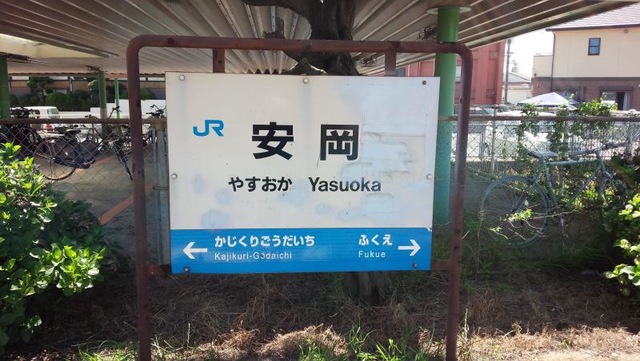 JR 安岡
やすおか Yasuoka
← かじくりごうだいち ふくえ →
Kajikuri-Gōdaichi Fukue